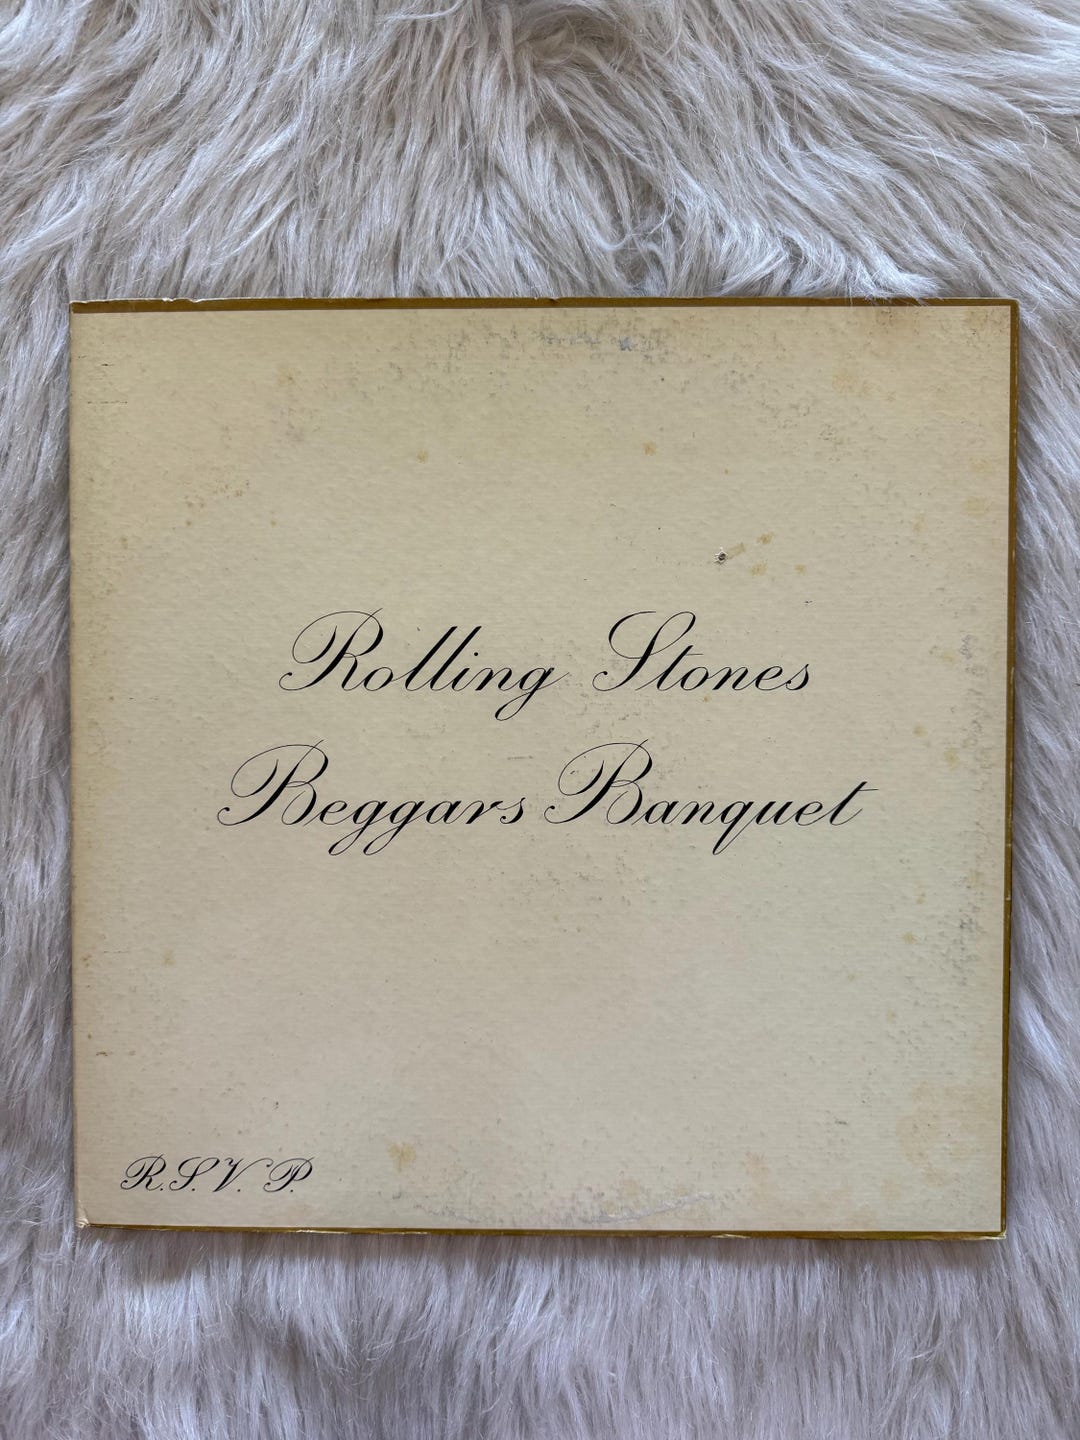 Rolling Stones
Beggars Banquet
R.S.V.P.